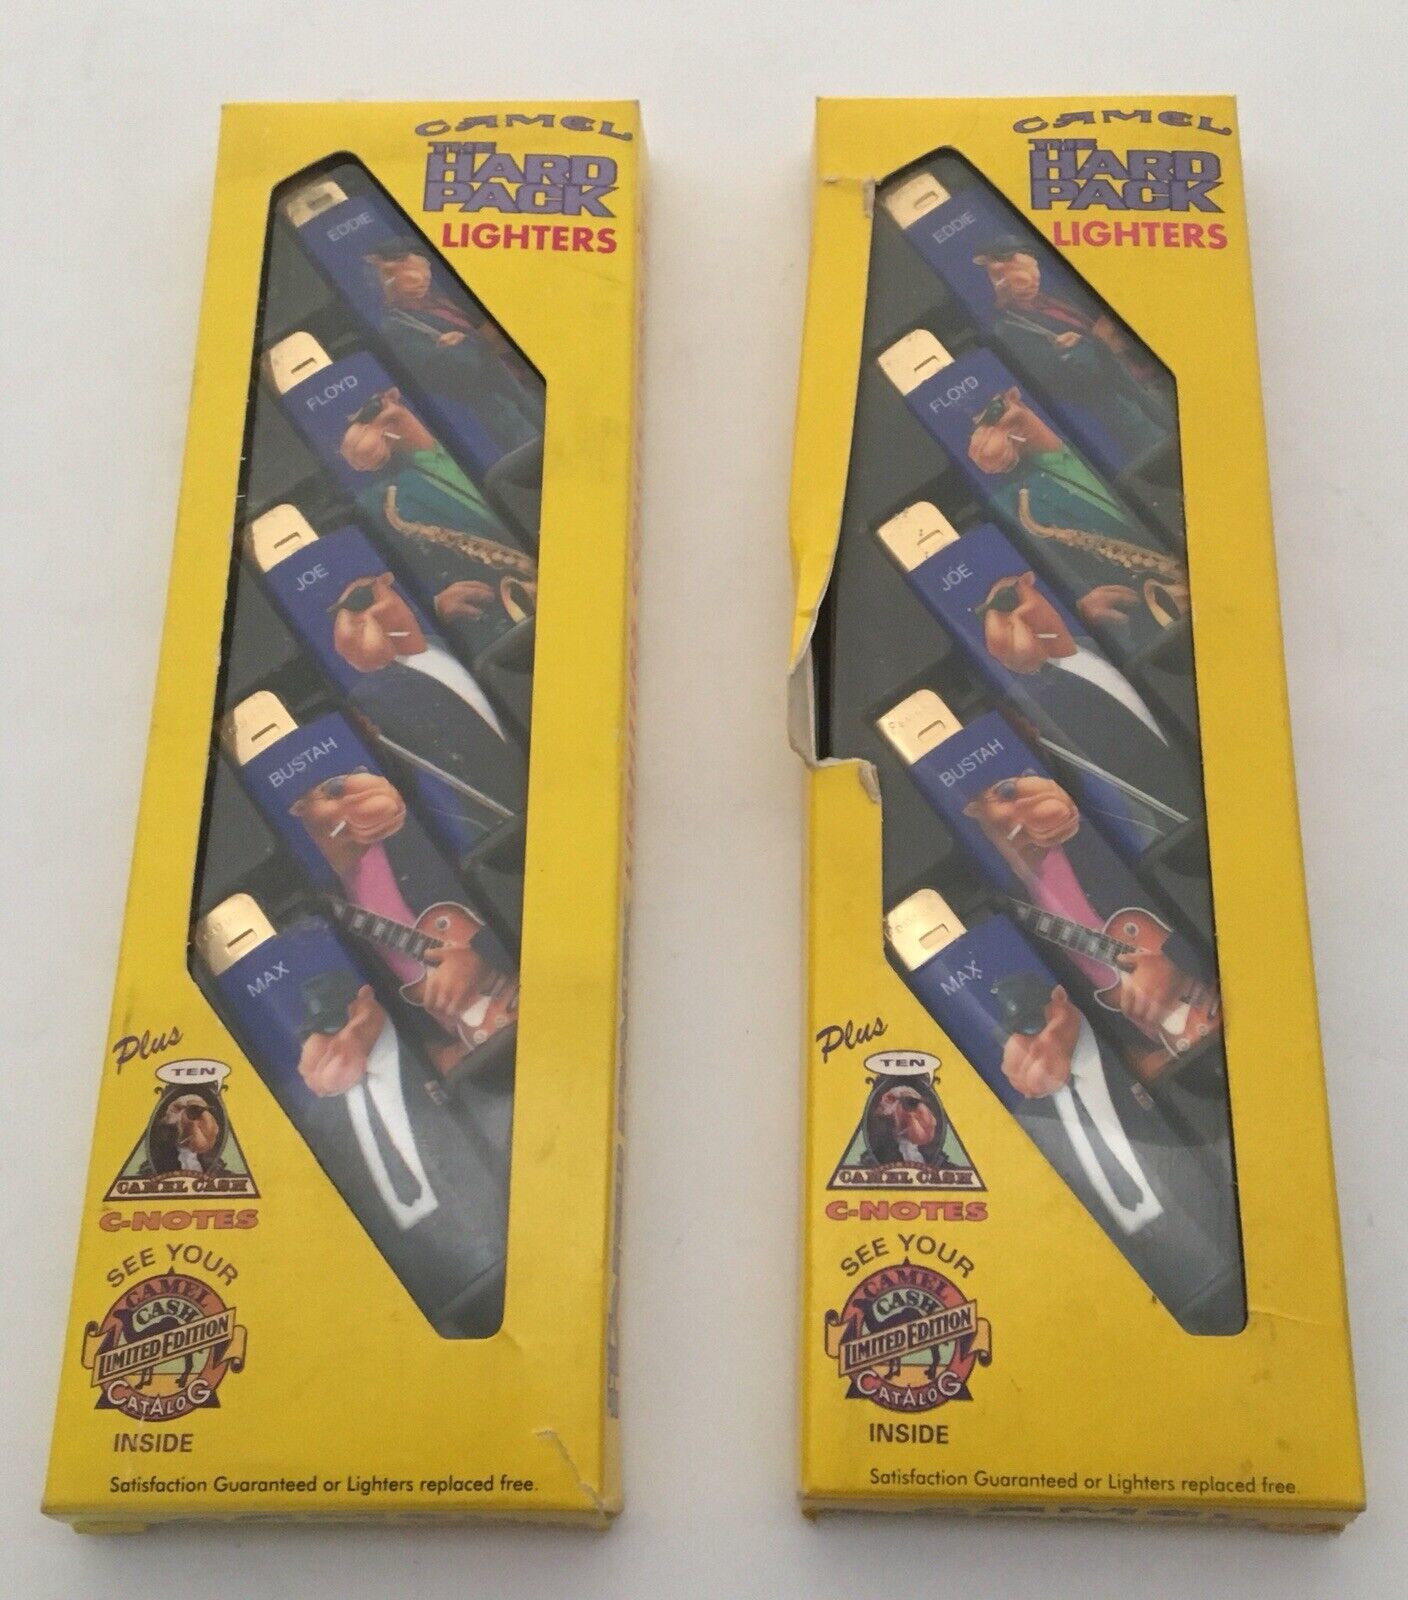 CAMEL
THE
HARD
PACK
LIGHTERS
EDDIE
FLOYD
JOE
BUSTAH
MAX
Plus
TEN
CAMEL CASH
C-NOTES
SEE YOUR
CAMEL
CASH
LIMITED EDITION
CATALOG
INSIDE
Satisfaction Guaranteed or Lighters replaced free.
CAMEL
THE
HARD
PACK
LIGHTERS
EDDIE
FLOYD
JOE
BUSTAH
MAX
Plus
TEN
CAMEL CASH
C-NOTES
SEE YOUR
CAMEL
CASH
LIMITED EDITION
CATALOG
INSIDE
Satisfaction Guaranteed or Lighters replaced free.